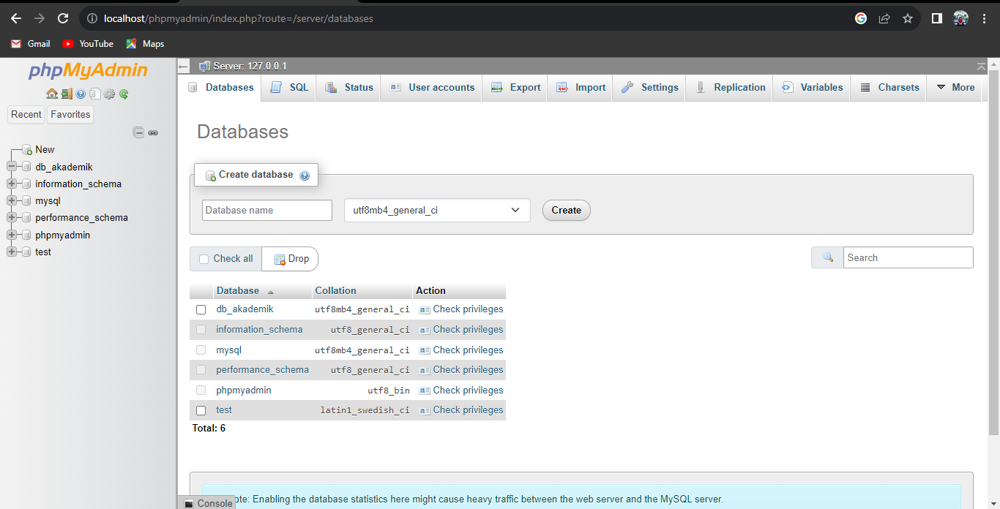 localhost/phpmyadmin/index.php?route=/server/databases
Gmail YouTube Maps
phpMyAdmin
Recent Favorites
New
db_akademik
information_schema
mysql
performance_schema
phpmyadmin
test
Server: 127.0.0.1
Databases SQL Status User accounts Export Import Settings Replication Variables Charsets More
Databases
Create database
Database name utf8mb4_general_ci Create
Check all Drop Search
Database Collation Action
db_akademik utf8mb4_general_ci Check privileges
information_schema utf8_general_ci Check privileges
mysql utf8mb4_general_ci Check privileges
performance_schema utf8_general_ci Check privileges
phpmyadmin utf8_bin Check privileges
test latin1_swedish_ci Check privileges
Total: 6
ote: Enabling the database statistics here might cause heavy traffic between the web server and the MySQL server.
Console